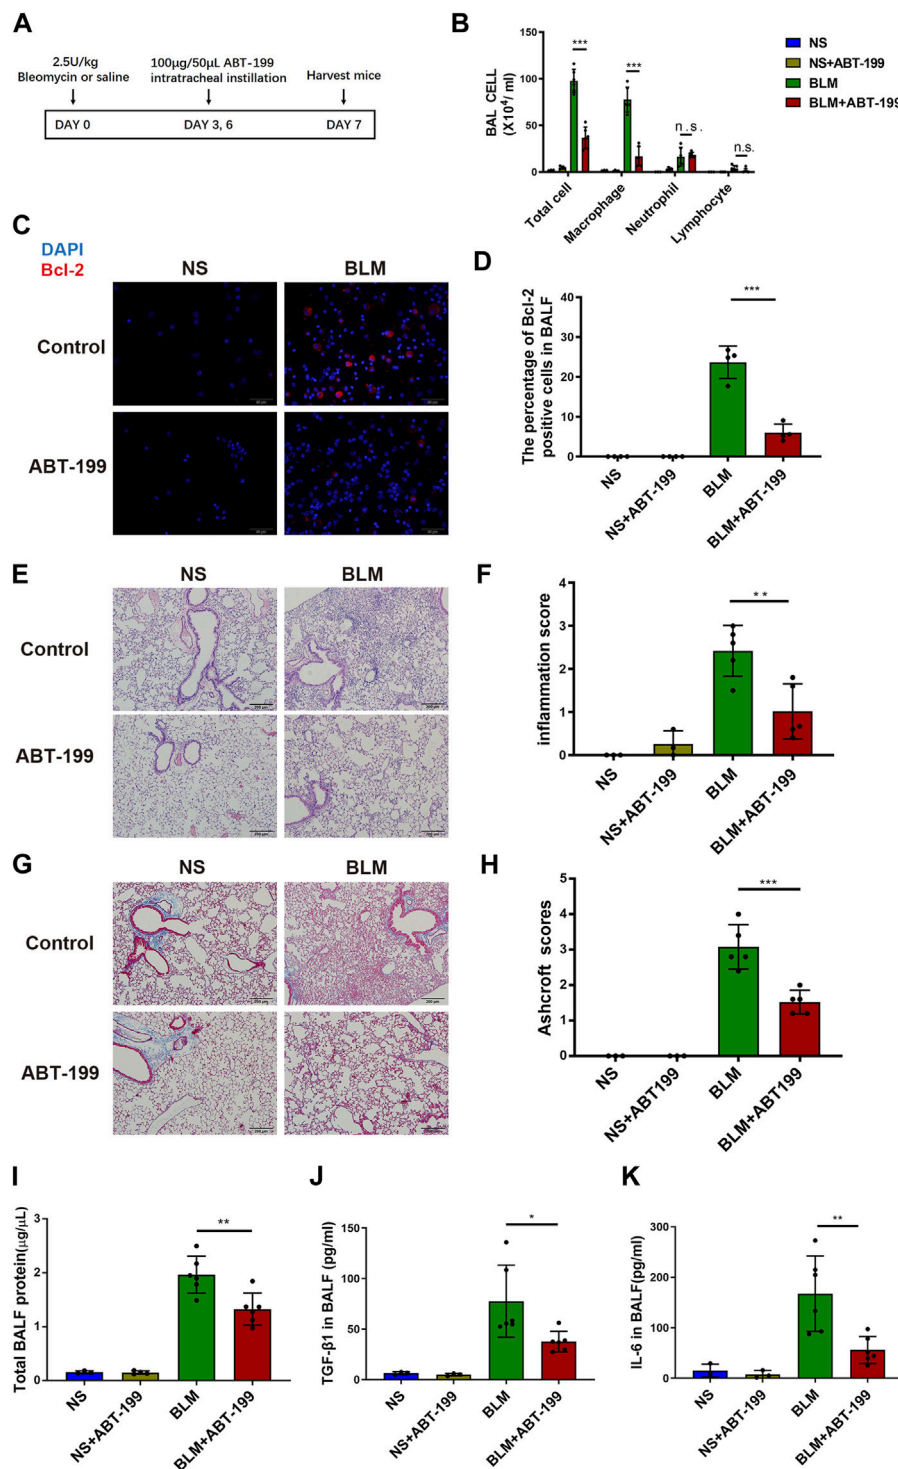 A
2.5U/kg
Bleomycin or saline
100μg/50μL ABT-199
intratracheal instillation
Harvest mice
DAY 0
DAY 3, 6
DAY 7
B
BAL CELL
(X10⁴/ ml)
150
100
50
0
***
***
n.s.
n.s.
Total cell
Macrophage
Neutrophil
Lymphocyte
NS
NS+ABT-199
BLM
BLM+ABT-199
C
DAPI
Bcl-2
NS
BLM
Control
ABT-199
D
The percentage of Bcl-2
positive cells in BALF
40
30
20
10
0
***
NS
NS+ABT-199
BLM
BLM+ABT-199
E
NS
BLM
Control
ABT-199
F
inflammation score
4
3
2
1
0
**
NS
NS+ABT-199
BLM
BLM+ABT-199
G
NS
BLM
Control
ABT-199
H
Ashcroft scores
5
4
3
2
1
0
***
NS
NS+ABT199
BLM
BLM+ABT199
I
Total BALF protein(μg/μL)
3
2
1
0
**
NS
NS+ABT-199
BLM
BLM+ABT-199
J
TGF-β1 in BALF (pg/ml)
150
100
50
0
*
NS
NS+ABT-199
BLM
BLM+ABT-199
K
IL-6 in BALF(pg/ml)
300
200
100
0
**
NS
NS+ABT-199
BLM
BLM+ABT-199